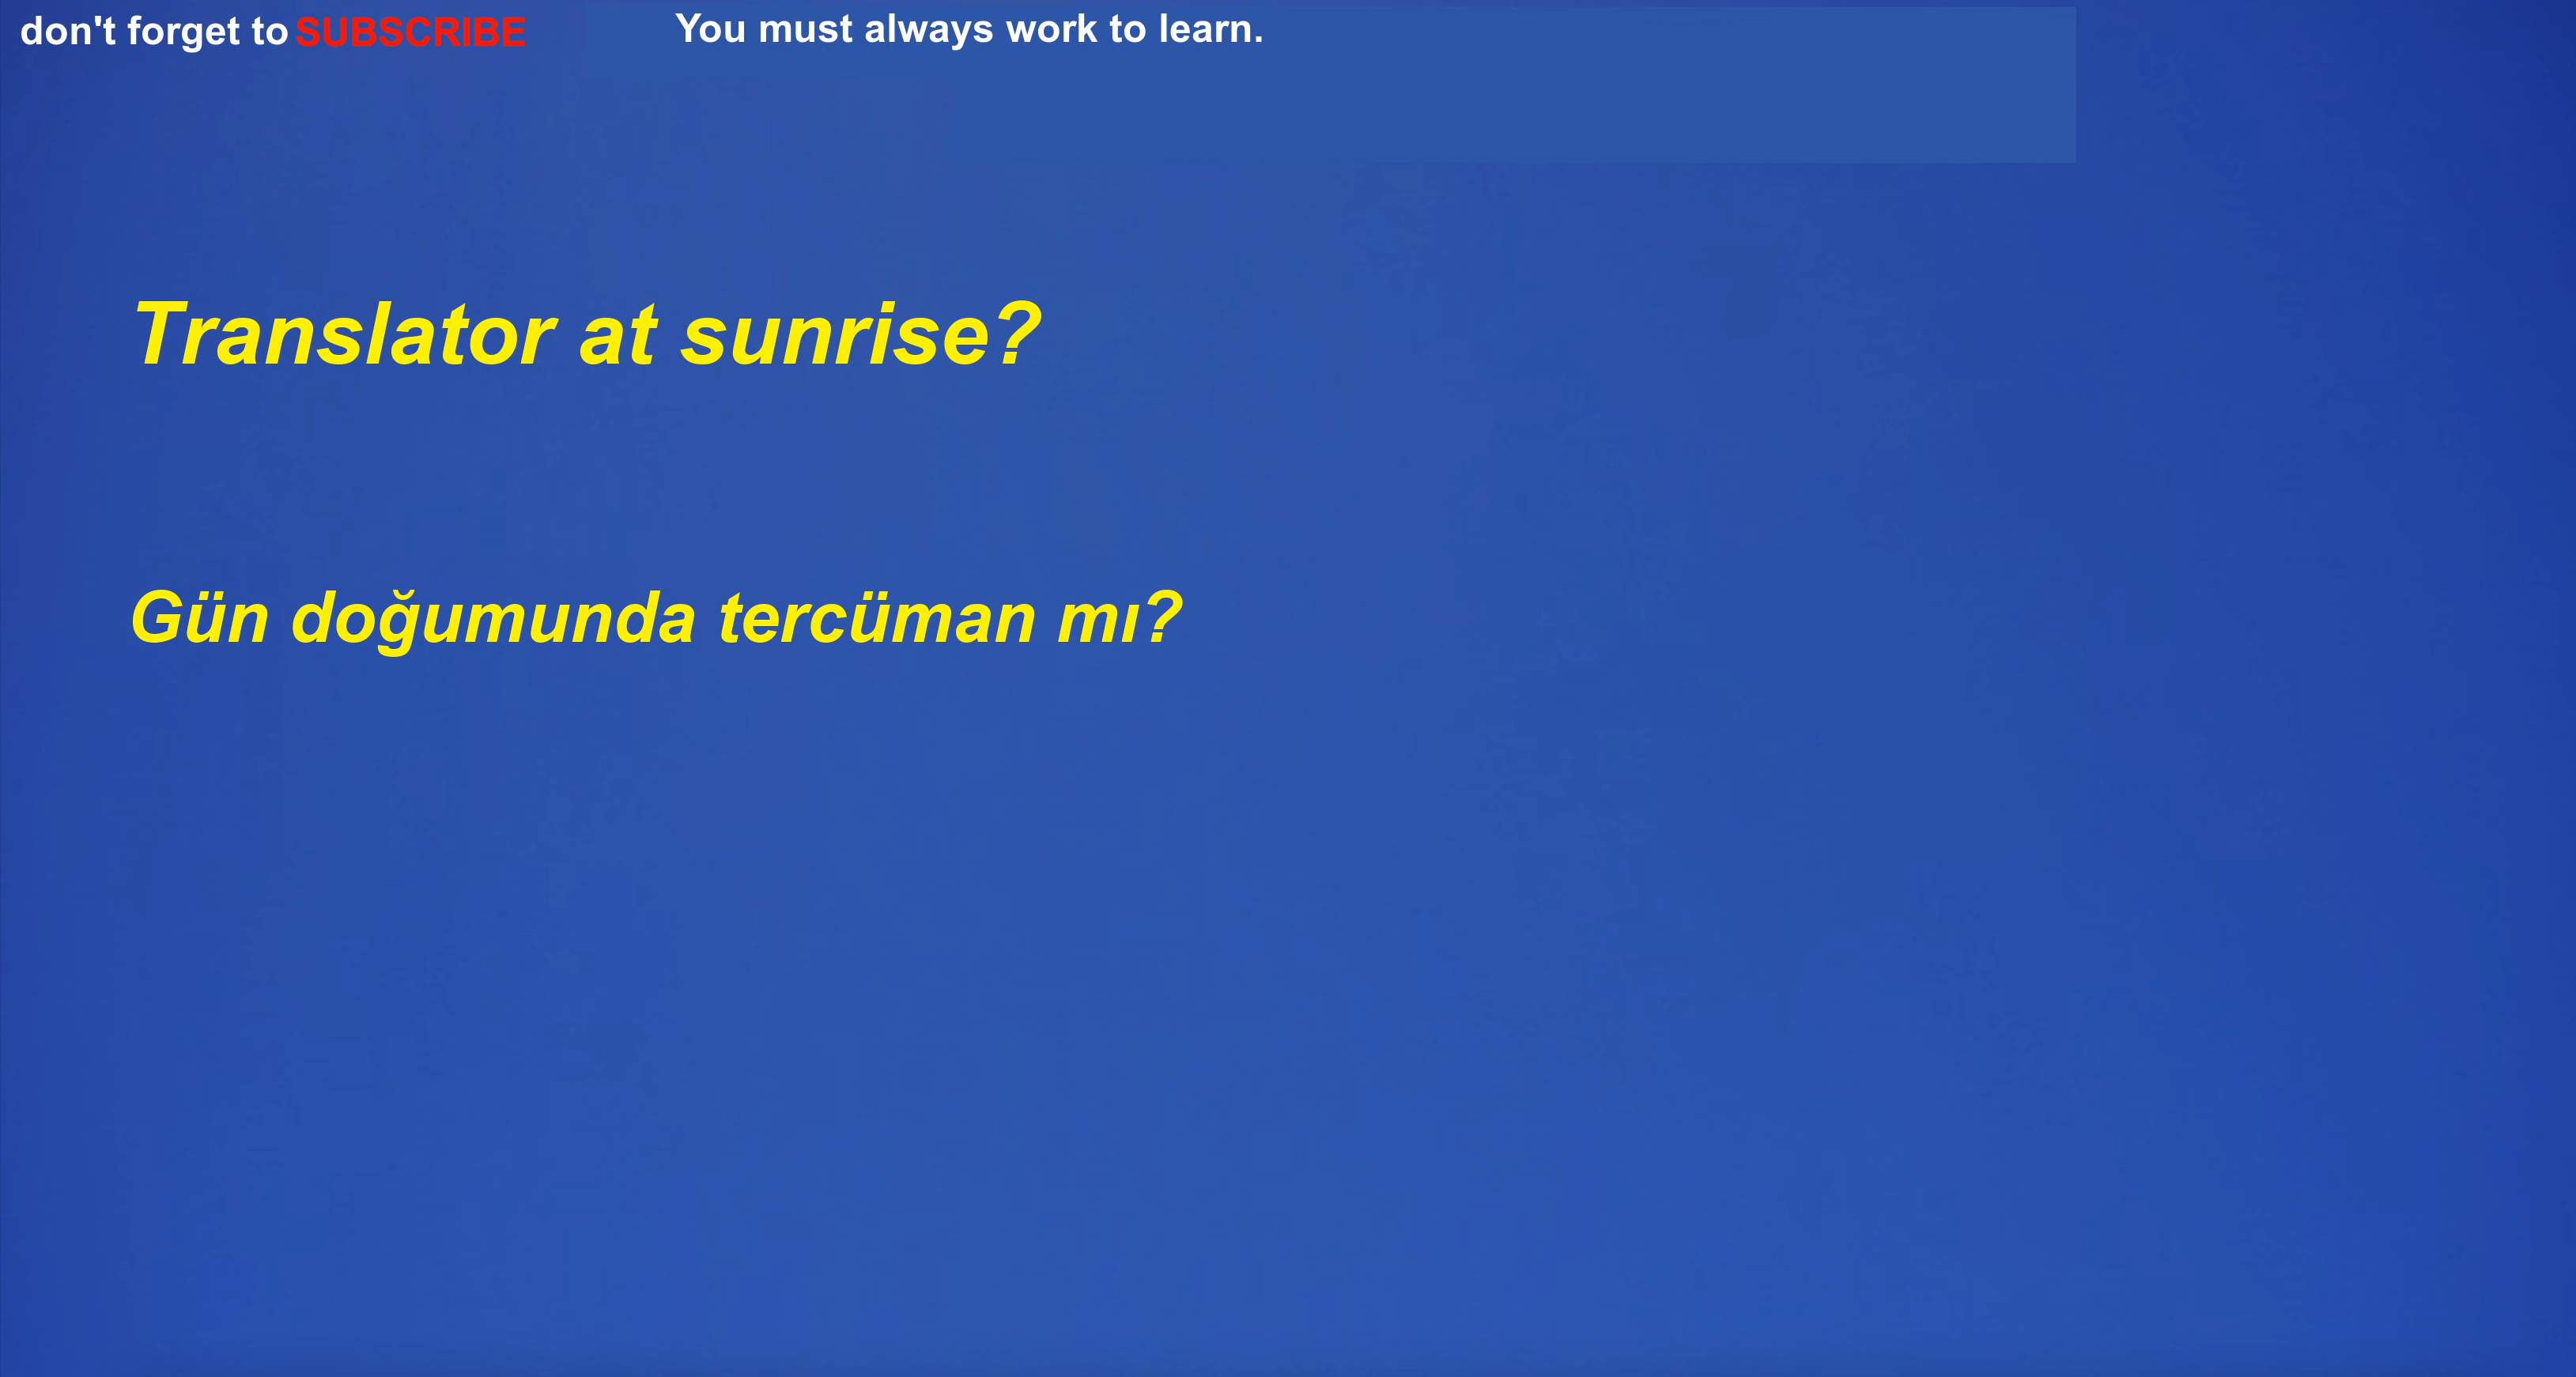 don't forget to SUBSCRIBE
You must always work to learn.
Translator at sunrise?
Gün doğumunda tercüman mı?